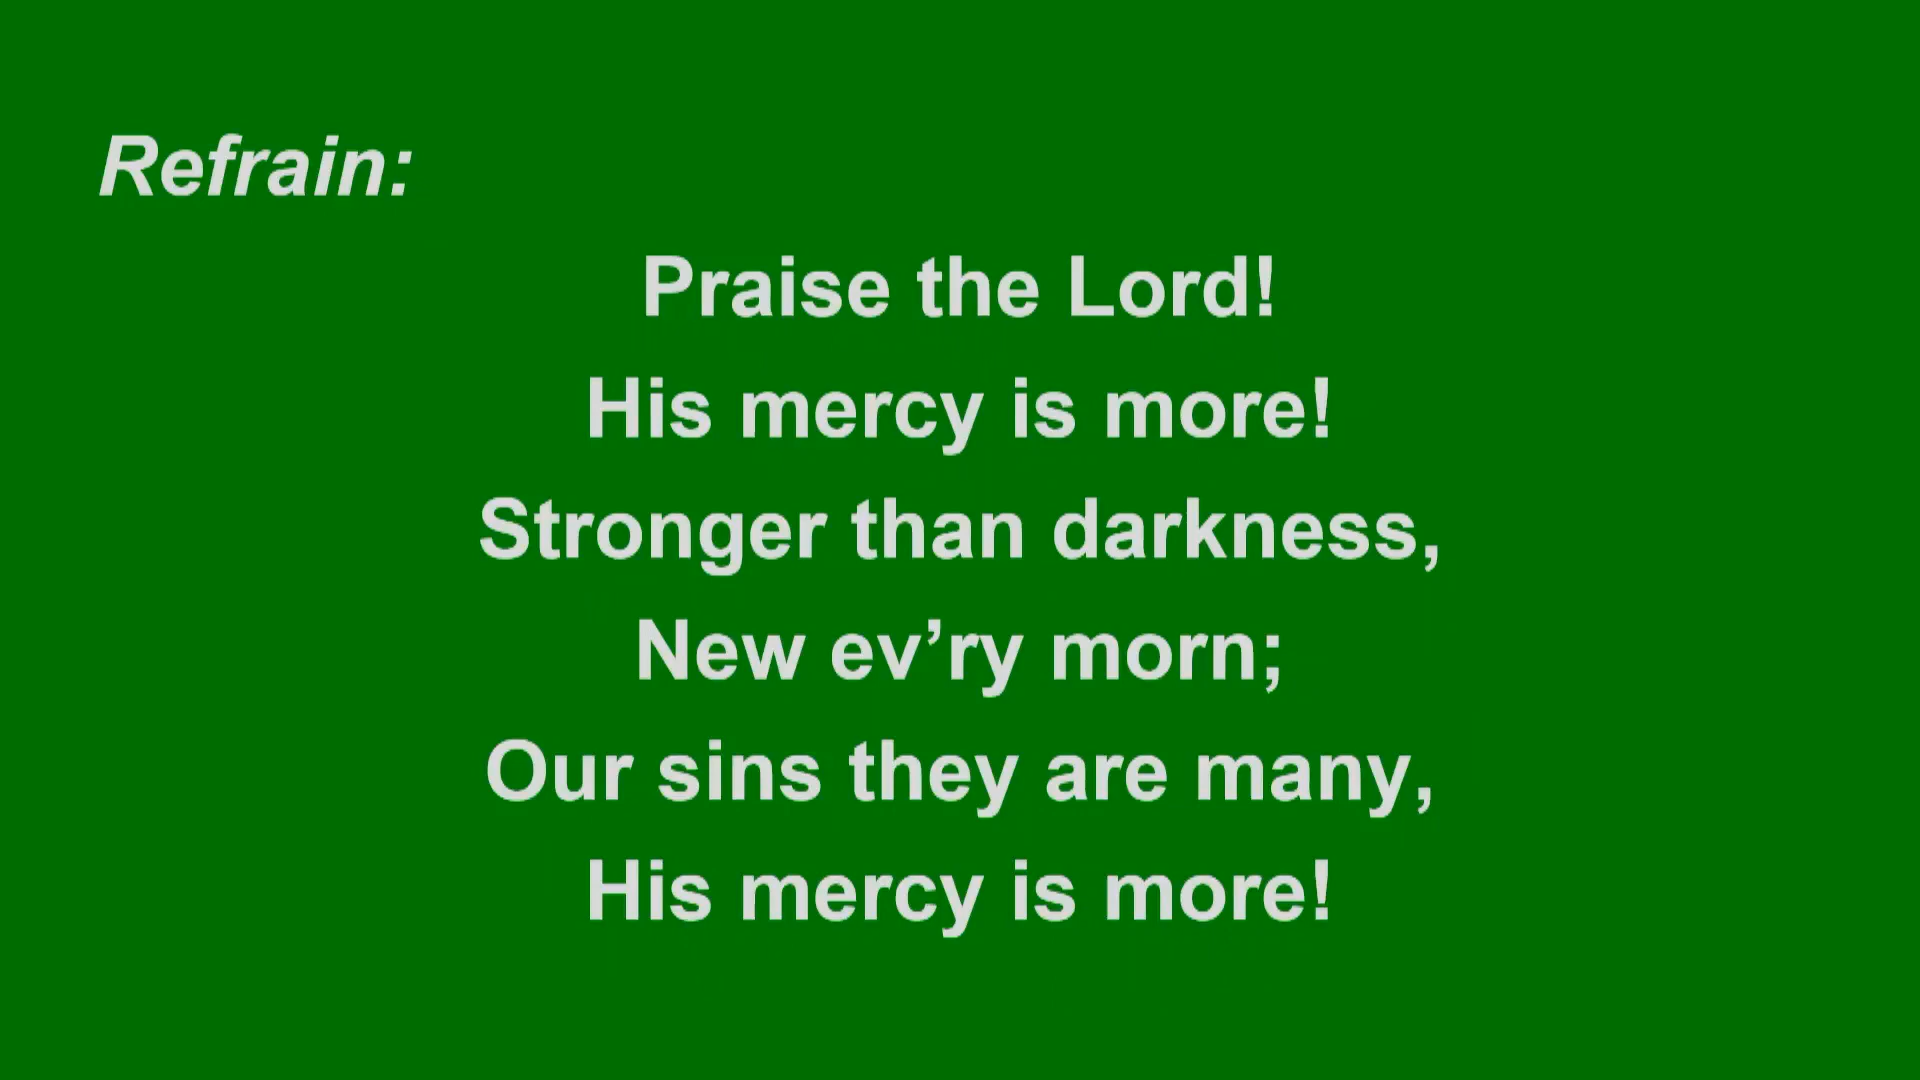 Refrain:
Praise the Lord!
His mercy is more!
Stronger than darkness,
New ev’ry morn;
Our sins they are many,
His mercy is more!